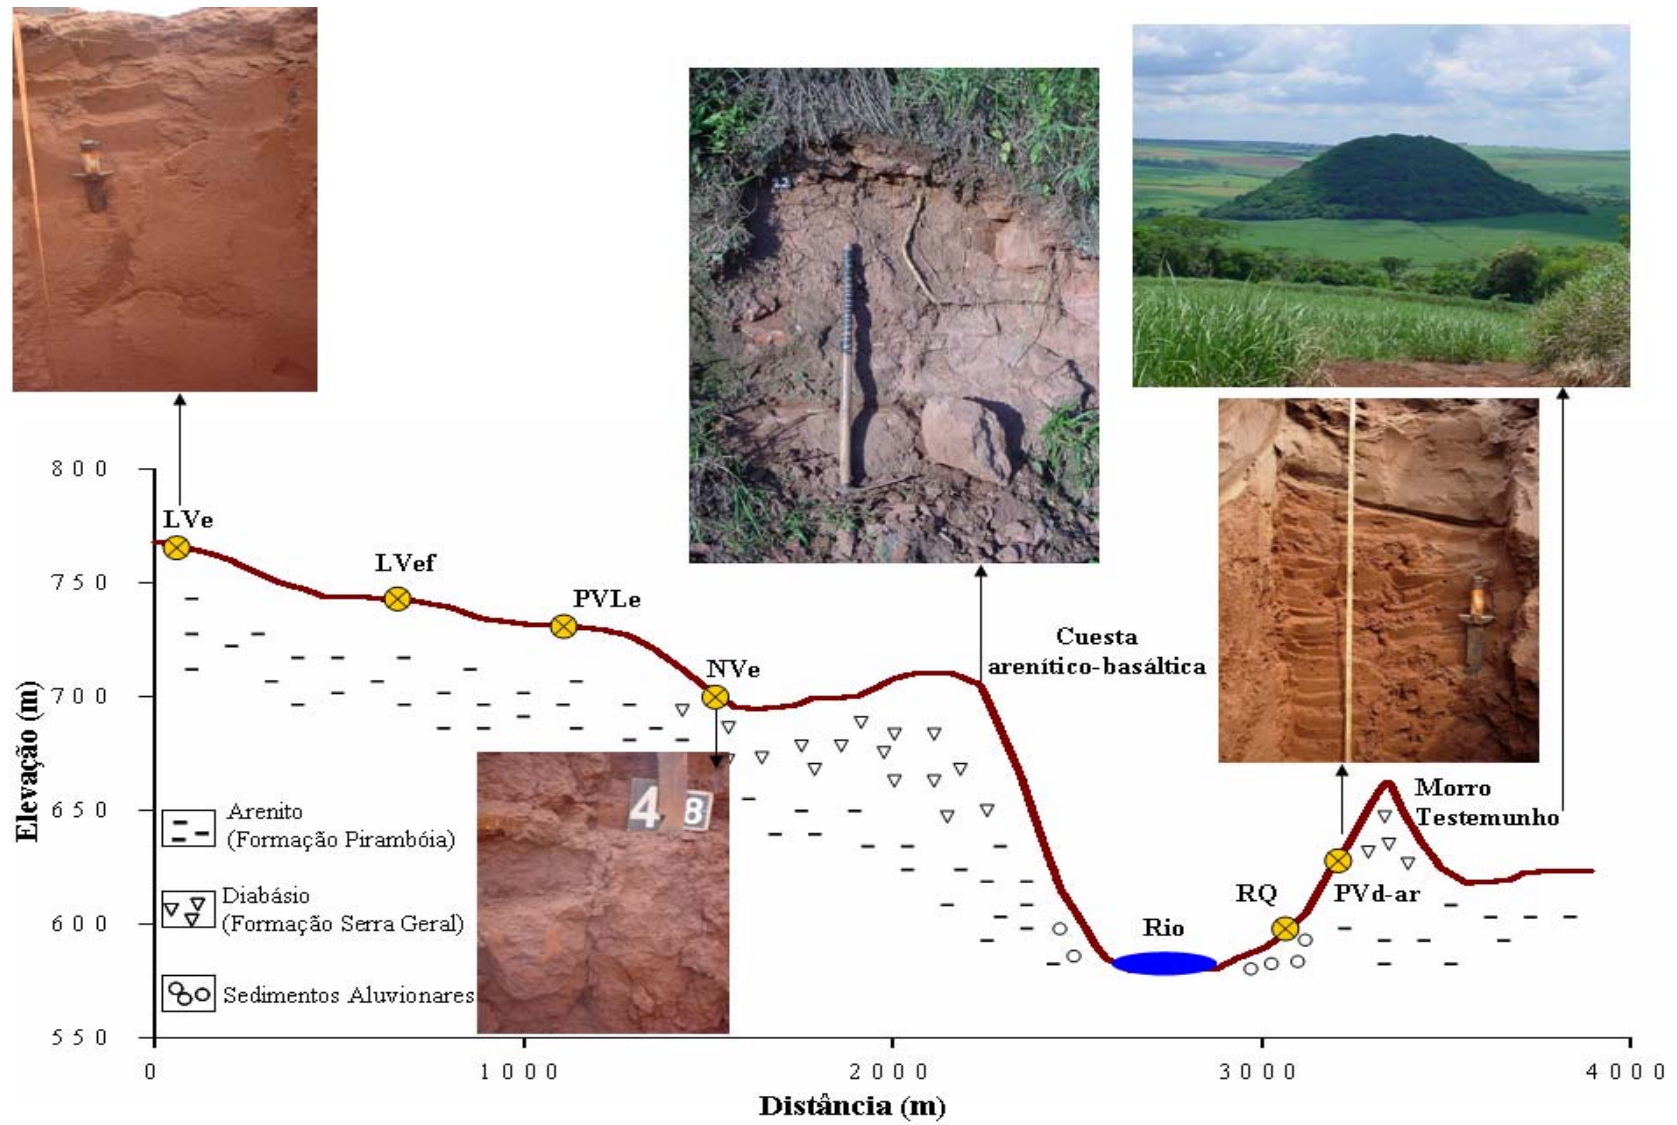 800
750
700
650
600
550
Elevação (m)
LVe
LVef
PVLe
NVe
Cuesta
arenítico-basáltica
Morro
Testemunho
PVd-ar
RQ
Rio
4 8
Arenito
(Formação Pirambóia)
Diabásio
(Formação Serra Geral)
Sedimentos Aluvionares
0
1000
2000
3000
4000
Distância (m)